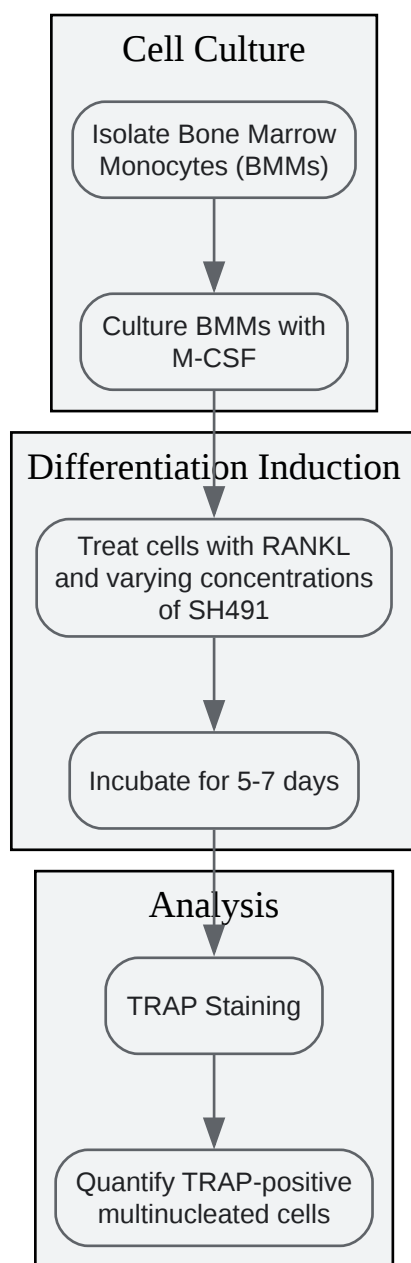 Cell Culture
Isolate Bone Marrow
Monocytes (BMMs)
Culture BMMs with
M-CSF
Differentiation Induction
Treat cells with RANKL
and varying concentrations
of SH491
Incubate for 5-7 days
Analysis
TRAP Staining
Quantify TRAP-positive
multinucleated cells